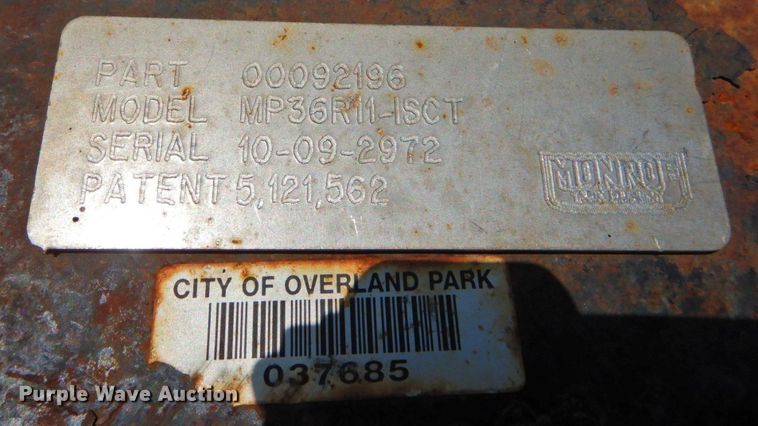 PART 00092196
MODEL MP36R11-ISCT
SERIAL 10-09-2972
PATENT 5,121,562
MONROE
CITY OF OVERLAND PARK
037685
Purple Wave Auction